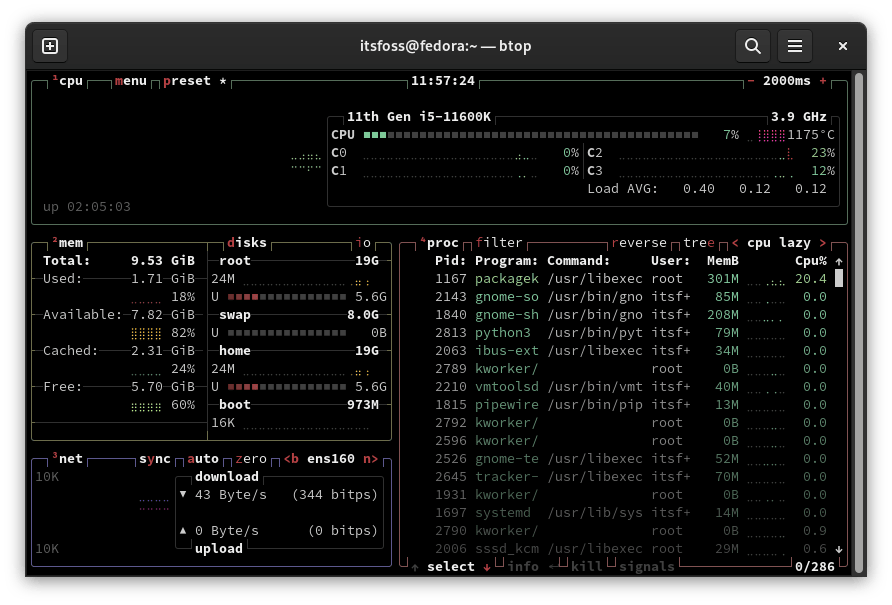 itsfoss@fedora:~ — btop
¹cpu menu preset * 11:57:24 - 2000ms +
11th Gen i5-11600K 3.9 GHz
CPU 7% 1175°C
C0 0% C2 23%
C1 0% C3 12%
Load AVG: 0.40 0.12 0.12
up 02:05:03
²mem disks io
Total: 9.53 GiB
Used: 1.71 GiB
18%
Available: 7.82 GiB
82%
Cached: 2.31 GiB
24%
Free: 5.70 GiB
60%
root 19G
24M
U 5.6G
swap 8.0G
U 0B
home 19G
24M
U 5.6G
boot 973M
16K
³net sync auto zero <b ens160 n>
10K
download
▼ 43 Byte/s (344 bitps)
▲ 0 Byte/s (0 bitps)
10K
upload
⁴proc filter reverse tree < cpu lazy >
Pid: Program: Command: User: MemB Cpu% ↑
1167 packagek /usr/libexec root 301M 20.4
2143 gnome-so /usr/bin/gno itsf+ 85M 0.0
1840 gnome-sh /usr/bin/gno itsf+ 208M 0.0
2813 python3 /usr/bin/pyt itsf+ 79M 0.0
2063 ibus-ext /usr/libexec itsf+ 34M 0.0
2789 kworker/ root 0B 0.0
2210 vmtoolsd /usr/bin/vmt itsf+ 40M 0.0
1815 pipewire /usr/bin/pip itsf+ 13M 0.0
2792 kworker/ root 0B 0.0
2596 kworker/ root 0B 0.0
2526 gnome-te /usr/libexec itsf+ 52M 0.0
2645 tracker- /usr/libexec itsf+ 70M 0.0
1931 kworker/ root 0B 0.0
1697 systemd /usr/lib/sys itsf+ 14M 0.0
2790 kworker/ root 0B 0.9
2006 sssd_kcm /usr/libexec root 29M 0.6 ↓
↑ select ↓ info ← kill signals 0/286